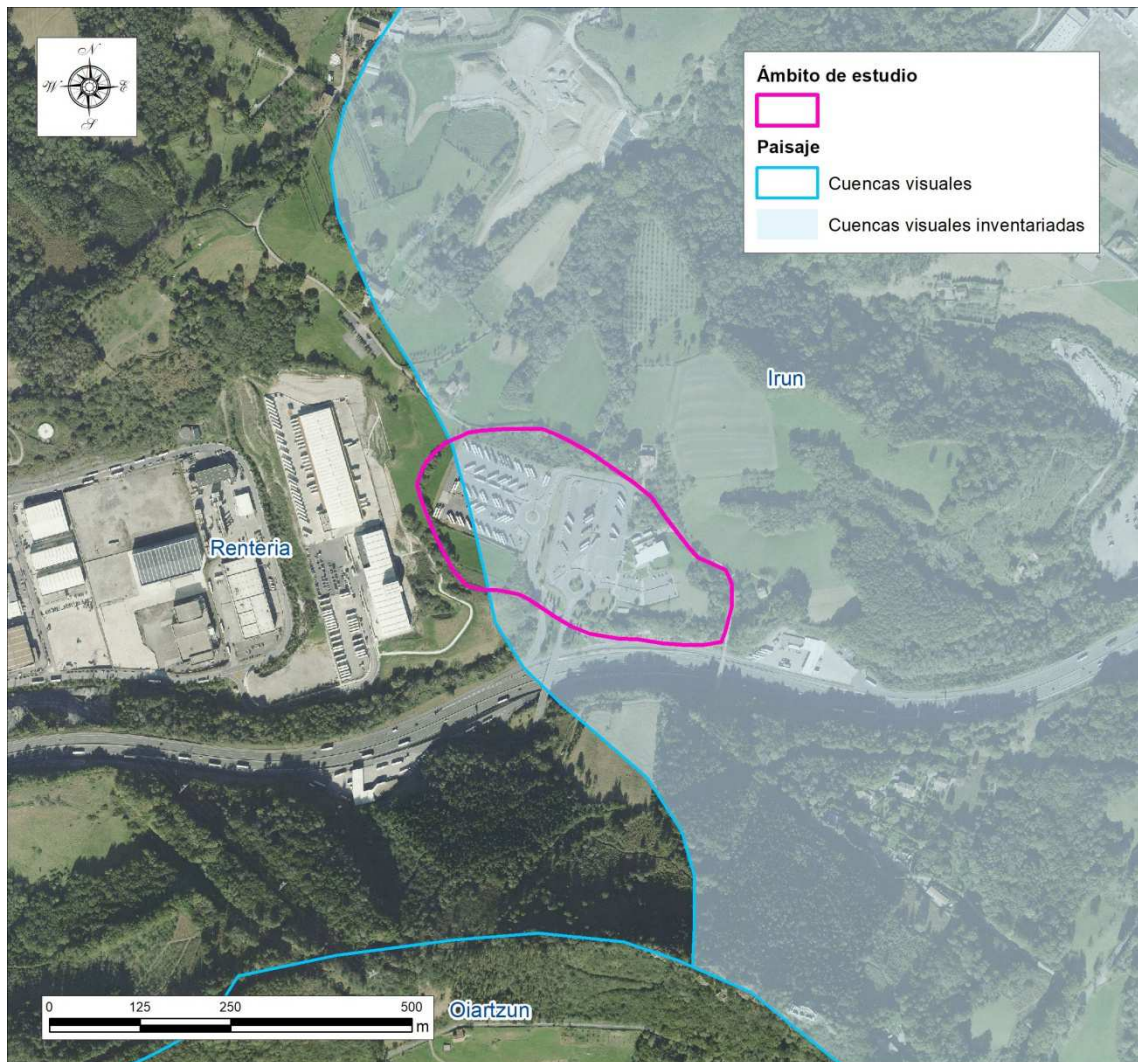 N
W
E
S
Ámbito de estudio
Paisaje
Cuencas visuales
Cuencas visuales inventariadas
Irun
Renteria
Oiartzun
0 125 250 500
m